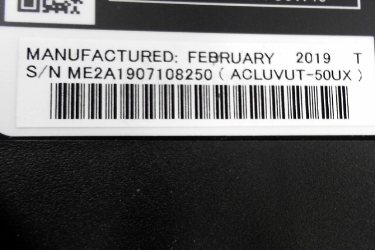 MANUFACTURED: FEBRUARY 2019 T
S/N ME2A1907108250 ( ACLUVUT-50UX )